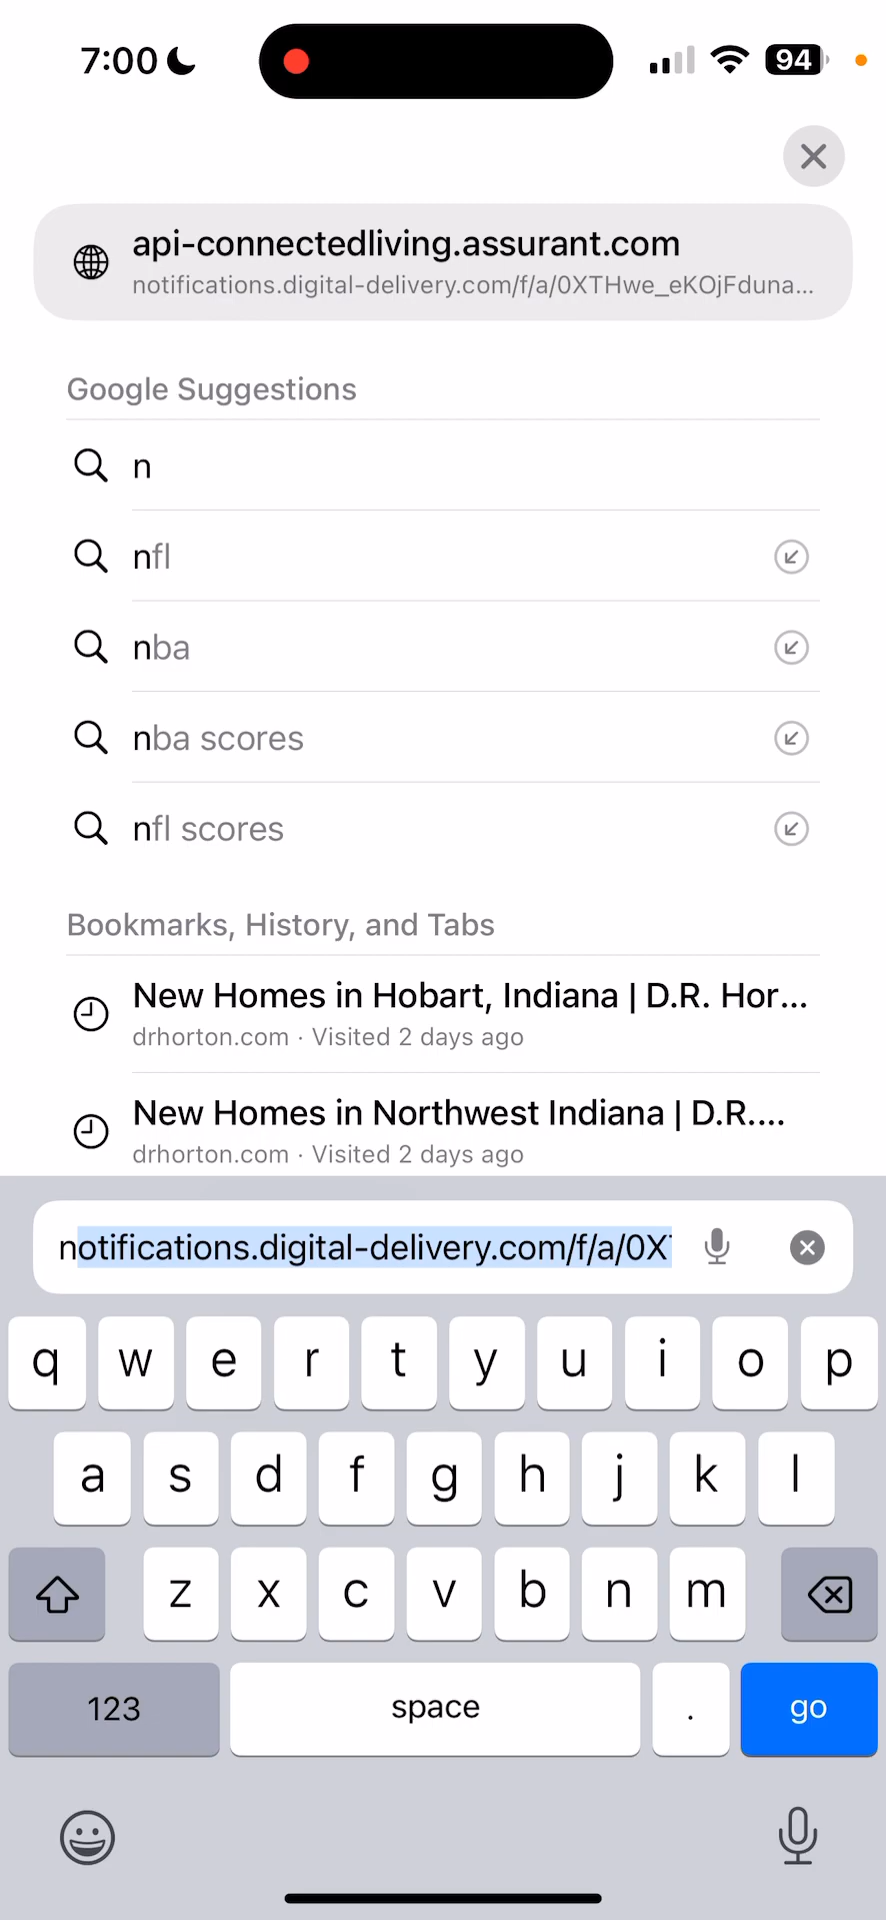 7:00
94
api-connectedliving.assurant.com
notifications.digital-delivery.com/f/a/0XTHwe_eKOjFduna...
Google Suggestions
n
nfl
nba
nba scores
nfl scores
Bookmarks, History, and Tabs
New Homes in Hobart, Indiana | D.R. Hor...
drhorton.com · Visited 2 days ago
New Homes in Northwest Indiana | D.R....
drhorton.com · Visited 2 days ago
notifications.digital-delivery.com/f/a/0X
q w e r t y u i o p
a s d f g h j k l
z x c v b n m
123 space . go